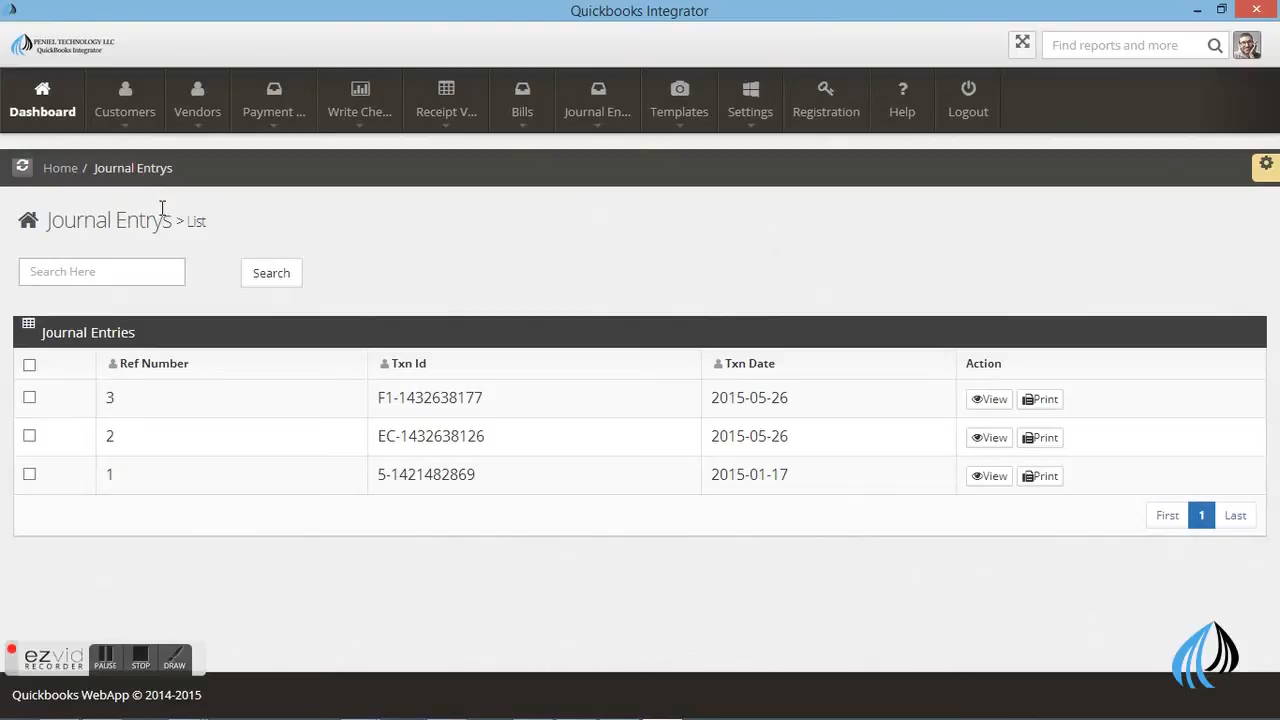 Quickbooks Integrator
PENIEL TECHNOLOGY LLC
QuickBooks Integrator
Find reports and more
Dashboard
Customers
Vendors
Payment ...
Write Che...
Receipt V...
Bills
Journal En...
Templates
Settings
Registration
Help
Logout
Home / Journal Entrys
Journal Entrys > List
Search Here
Search
Journal Entries
Ref Number Txn Id Txn Date Action
3 F1-1432638177 2015-05-26 View Print
2 EC-1432638126 2015-05-26 View Print
1 5-1421482869 2015-01-17 View Print
First 1 Last
ezvid
RECORDER
PAUSE STOP DRAW
Quickbooks WebApp © 2014-2015